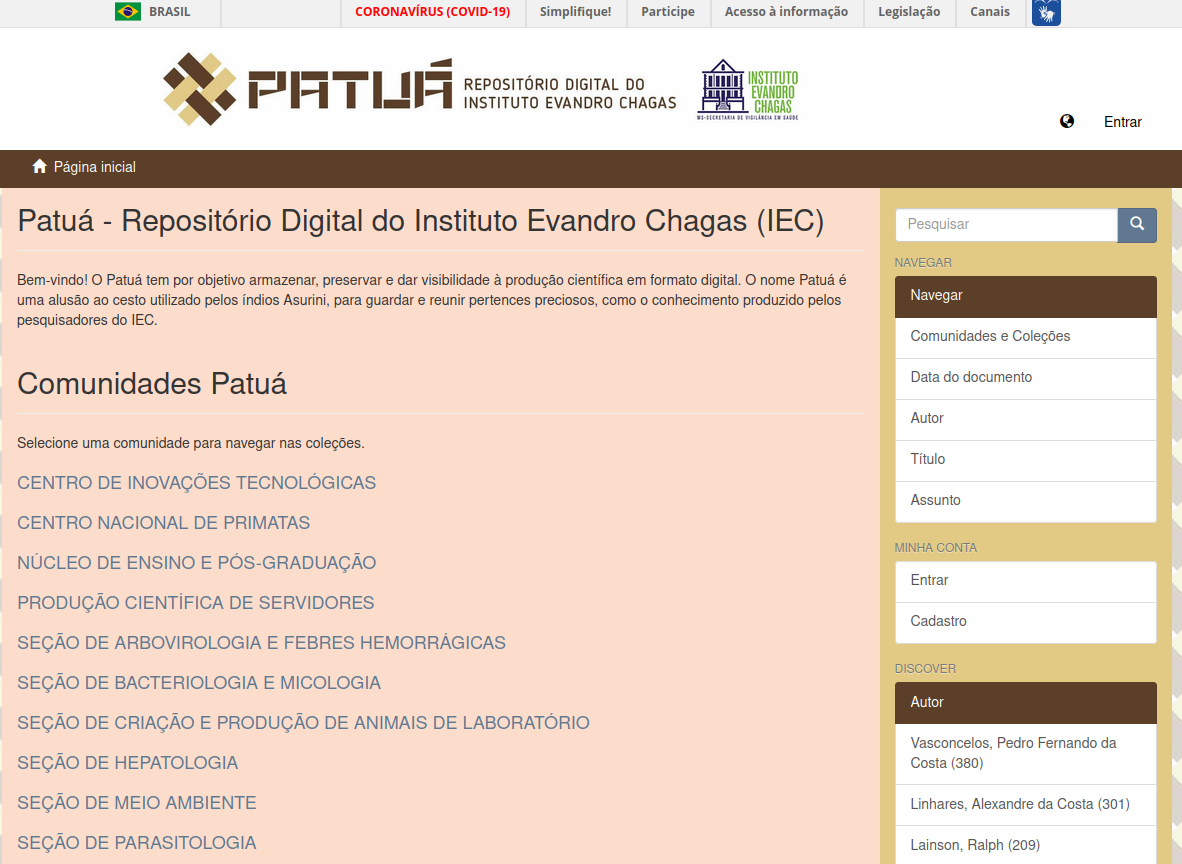 BRASIL
CORONAVÍRUS (COVID-19)
Simplifique!
Participe
Acesso à informação
Legislação
Canais
PATUÁ
REPOSITÓRIO DIGITAL DO
INSTITUTO EVANDRO CHAGAS
INSTITUTO
EVANDRO
CHAGAS
MS-SECRETARIA DE VIGILÂNCIA EM SAÚDE
Entrar
Página inicial
Patuá - Repositório Digital do Instituto Evandro Chagas (IEC)
Bem-vindo! O Patuá tem por objetivo armazenar, preservar e dar visibilidade à produção científica em formato digital. O nome Patuá é
uma alusão ao cesto utilizado pelos índios Asurini, para guardar e reunir pertences preciosos, como o conhecimento produzido pelos
pesquisadores do IEC.
Comunidades Patuá
Selecione uma comunidade para navegar nas coleções.
CENTRO DE INOVAÇÕES TECNOLÓGICAS
CENTRO NACIONAL DE PRIMATAS
NÚCLEO DE ENSINO E PÓS-GRADUAÇÃO
PRODUÇÃO CIENTÍFICA DE SERVIDORES
SEÇÃO DE ARBOVIROLOGIA E FEBRES HEMORRÁGICAS
SEÇÃO DE BACTERIOLOGIA E MICOLOGIA
SEÇÃO DE CRIAÇÃO E PRODUÇÃO DE ANIMAIS DE LABORATÓRIO
SEÇÃO DE HEPATOLOGIA
SEÇÃO DE MEIO AMBIENTE
SEÇÃO DE PARASITOLOGIA
Pesquisar
NAVEGAR
Navegar
Comunidades e Coleções
Data do documento
Autor
Título
Assunto
MINHA CONTA
Entrar
Cadastro
DISCOVER
Autor
Vasconcelos, Pedro Fernando da
Costa (380)
Linhares, Alexandre da Costa (301)
Lainson, Ralph (209)